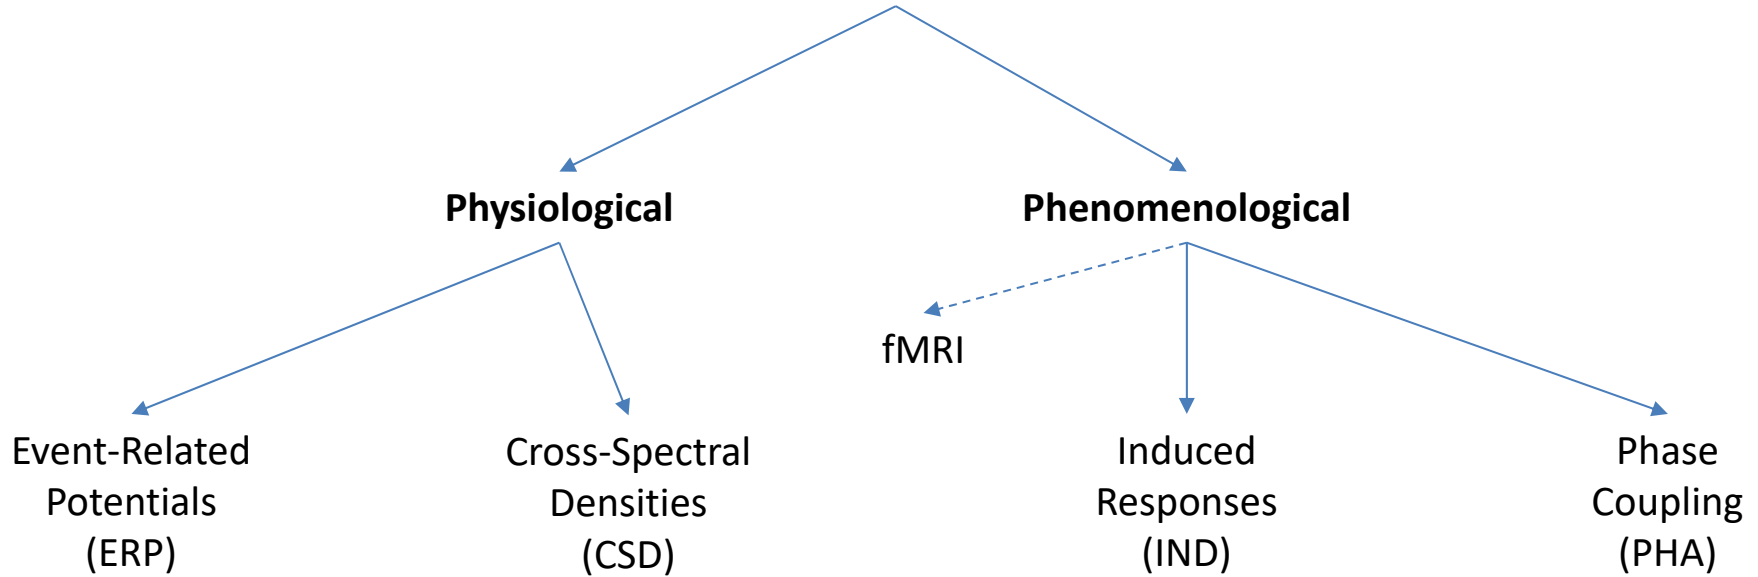 Physiological
Phenomenological
fMRI
Event-Related
Potentials
(ERP)
Cross-Spectral
Densities
(CSD)
Induced
Responses
(IND)
Phase
Coupling
(PHA)